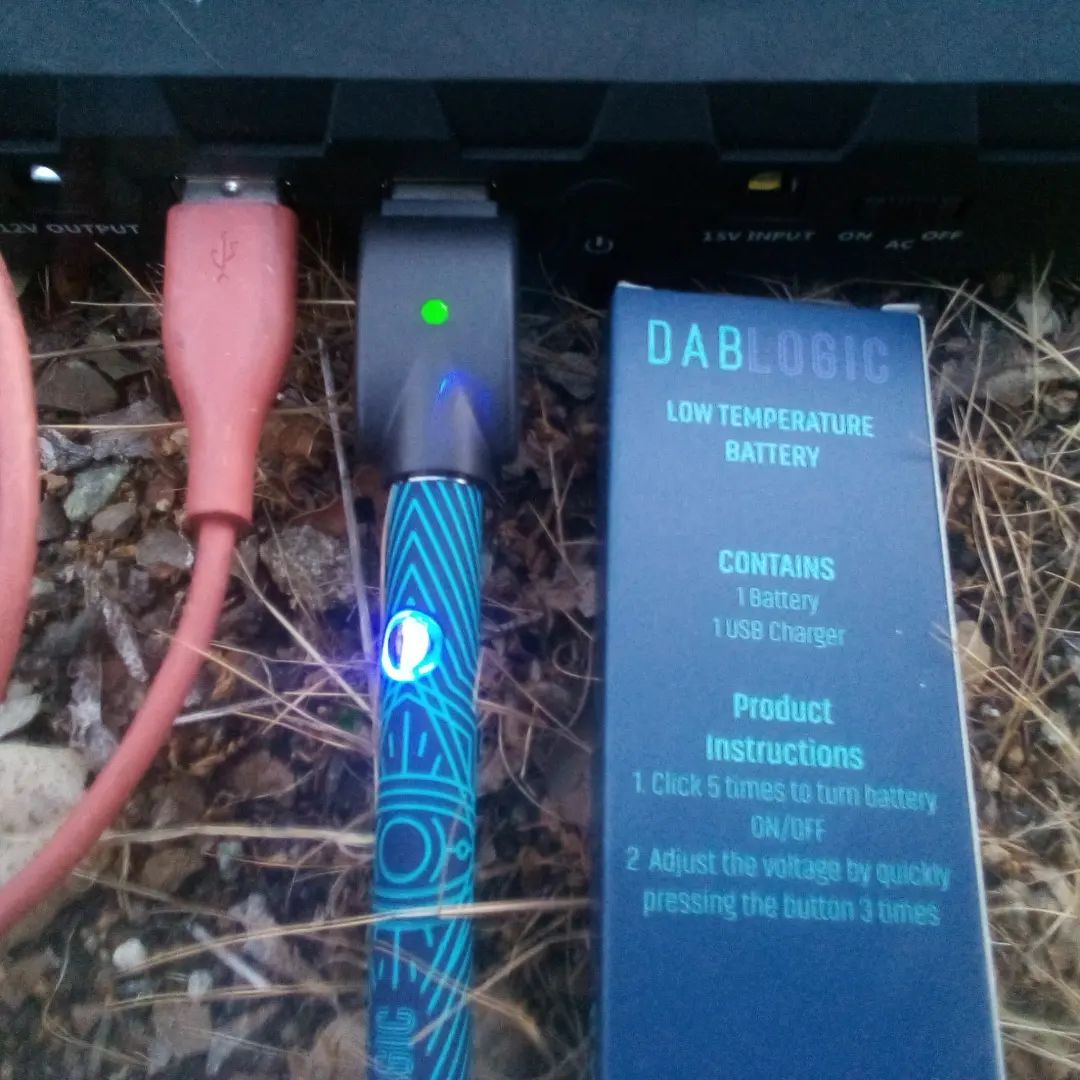 12V OUTPUT
15V INPUT
ON
AC
OFF
DABLOGIC
LOW TEMPERATURE
BATTERY
CONTAINS
1 Battery
1 USB Charger
Product
Instructions
1. Click 5 times to turn battery
ON/OFF
2 Adjust the voltage by quickly
pressing the button 3 times
GIC